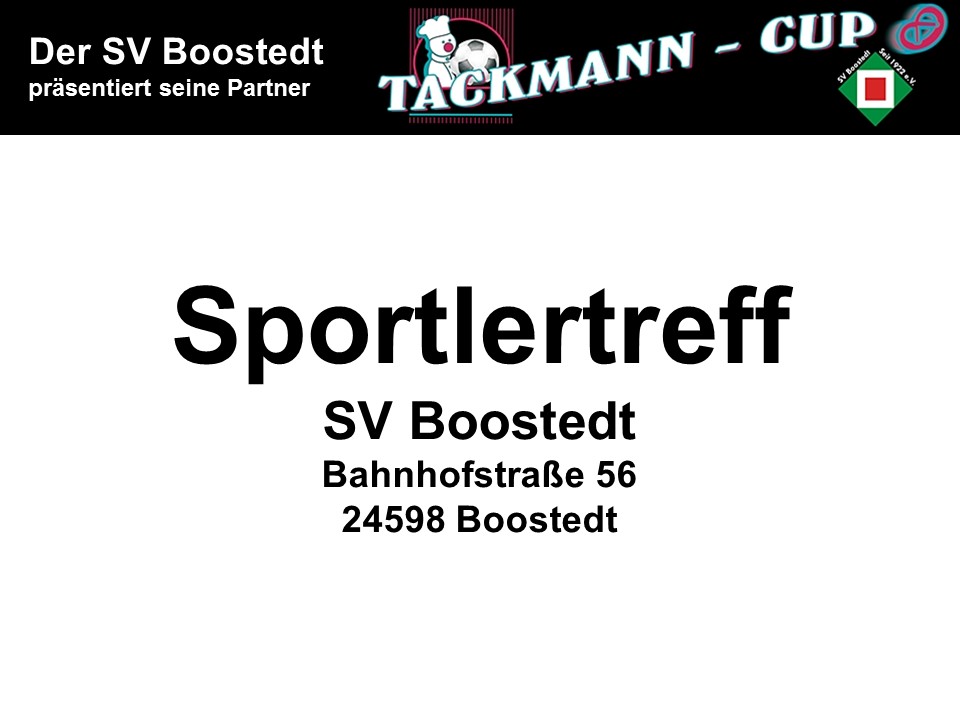 Der SV Boostedt
präsentiert seine Partner
TACKMANN - CUP
SV Boostedt Seit 1922 e.V.
Sportlertreff
SV Boostedt
Bahnhofstraße 56
24598 Boostedt